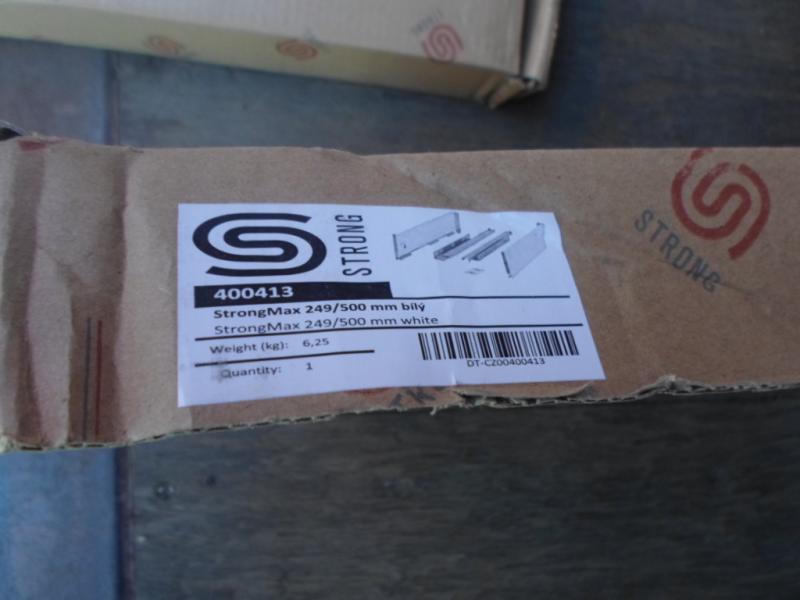 STRONG
400413
StrongMax 249/500 mm bílý
StrongMax 249/500 mm white
Weight (kg): 6,25
Quantity: 1
DT-CZ00400413
STRONG